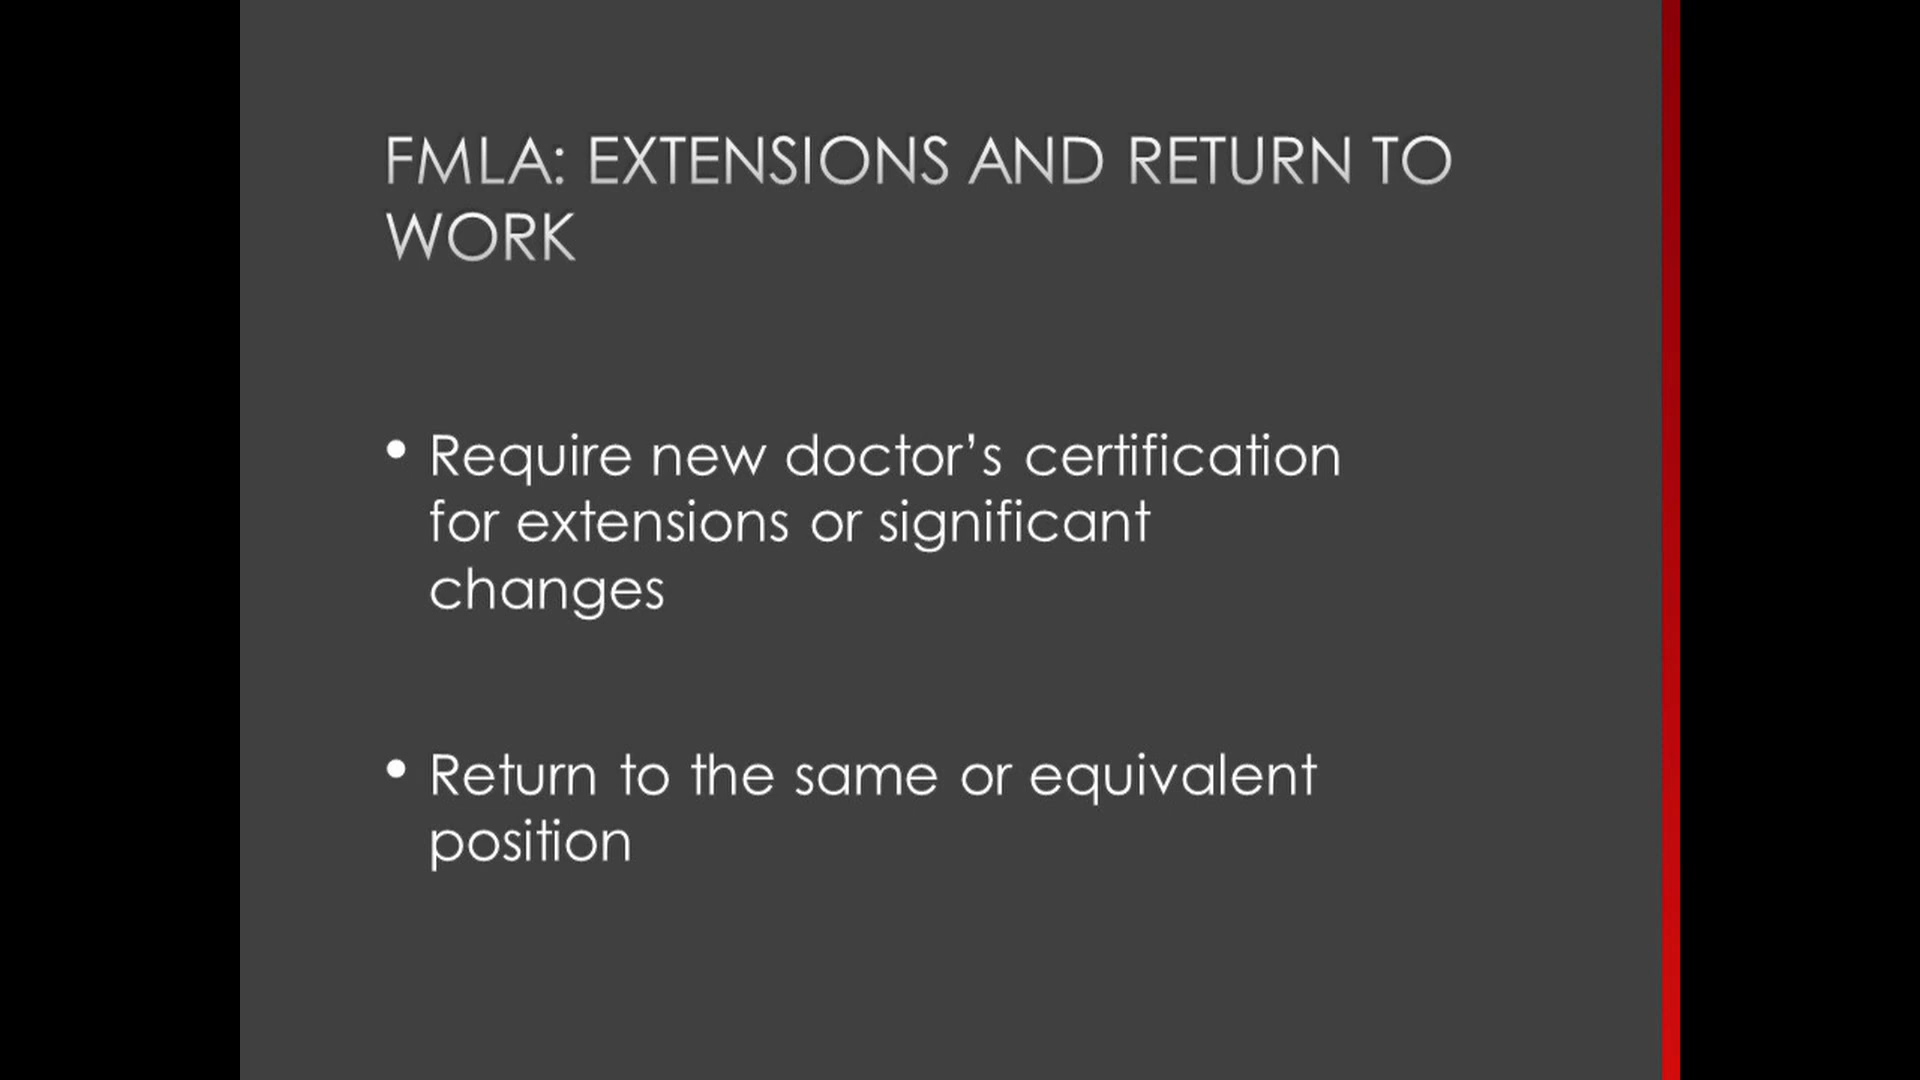 FMLA: EXTENSIONS AND RETURN TO
WORK
• Require new doctor’s certification
for extensions or significant
changes
• Return to the same or equivalent
position